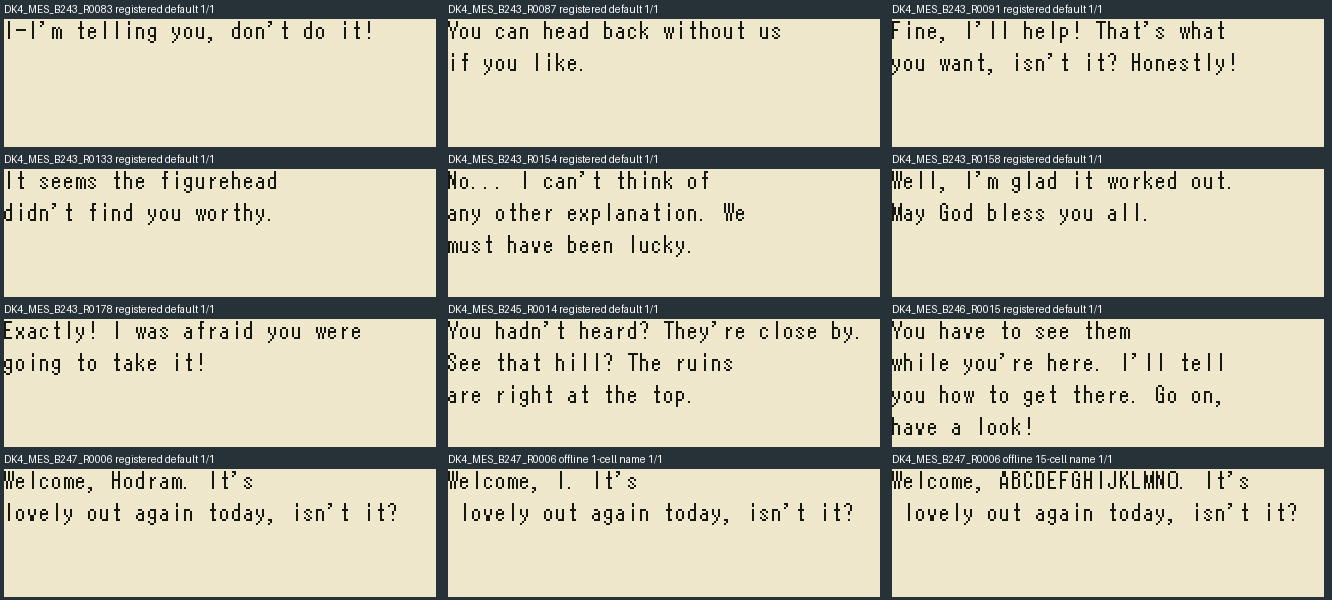 DK4_MES_B243_R0083 registered default 1/1
I-I'm telling you, don't do it!
DK4_MES_B243_R0087 registered default 1/1
You can head back without us
if you like.
DK4_MES_B243_R0091 registered default 1/1
Fine, I'll help! That's what
you want, isn't it? Honestly!
DK4_MES_B243_R0133 registered default 1/1
It seems the figurehead
didn't find you worthy.
DK4_MES_B243_R0154 registered default 1/1
No... I can't think of
any other explanation. We
must have been lucky.
DK4_MES_B243_R0158 registered default 1/1
Well, I'm glad it worked out.
May God bless you all.
DK4_MES_B243_R0178 registered default 1/1
Exactly! I was afraid you were
going to take it!
DK4_MES_B245_R0014 registered default 1/1
You hadn't heard? They're close by.
See that hill? The ruins
are right at the top.
DK4_MES_B246_R0015 registered default 1/1
You have to see them
while you're here. I'll tell
you how to get there. Go on,
have a look!
DK4_MES_B247_R0006 registered default 1/1
Welcome, Hodram. It's
lovely out again today, isn't it?
DK4_MES_B247_R0006 offline 1-cell name 1/1
Welcome, I. It's
lovely out again today, isn't it?
DK4_MES_B247_R0006 offline 15-cell name 1/1
Welcome, ABCDEFGHIJKLMNO. It's
lovely out again today, isn't it?